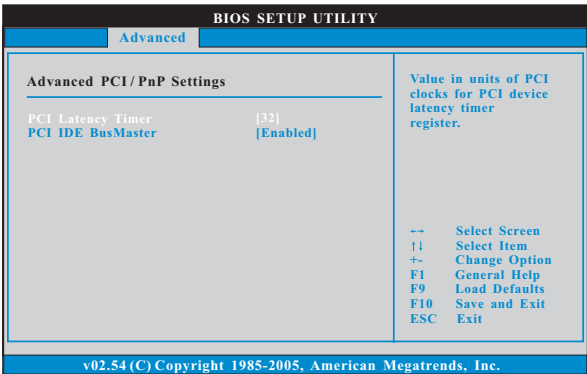 BIOS SETUP UTILITY
Advanced
Advanced PCI / PnP Settings
PCI Latency Timer [32]
PCI IDE BusMaster [Enabled]
Value in units of PCI
clocks for PCI device
latency timer
register.
←→ Select Screen
↑↓ Select Item
+- Change Option
F1 General Help
F9 Load Defaults
F10 Save and Exit
ESC Exit
v02.54 (C) Copyright 1985-2005, American Megatrends, Inc.